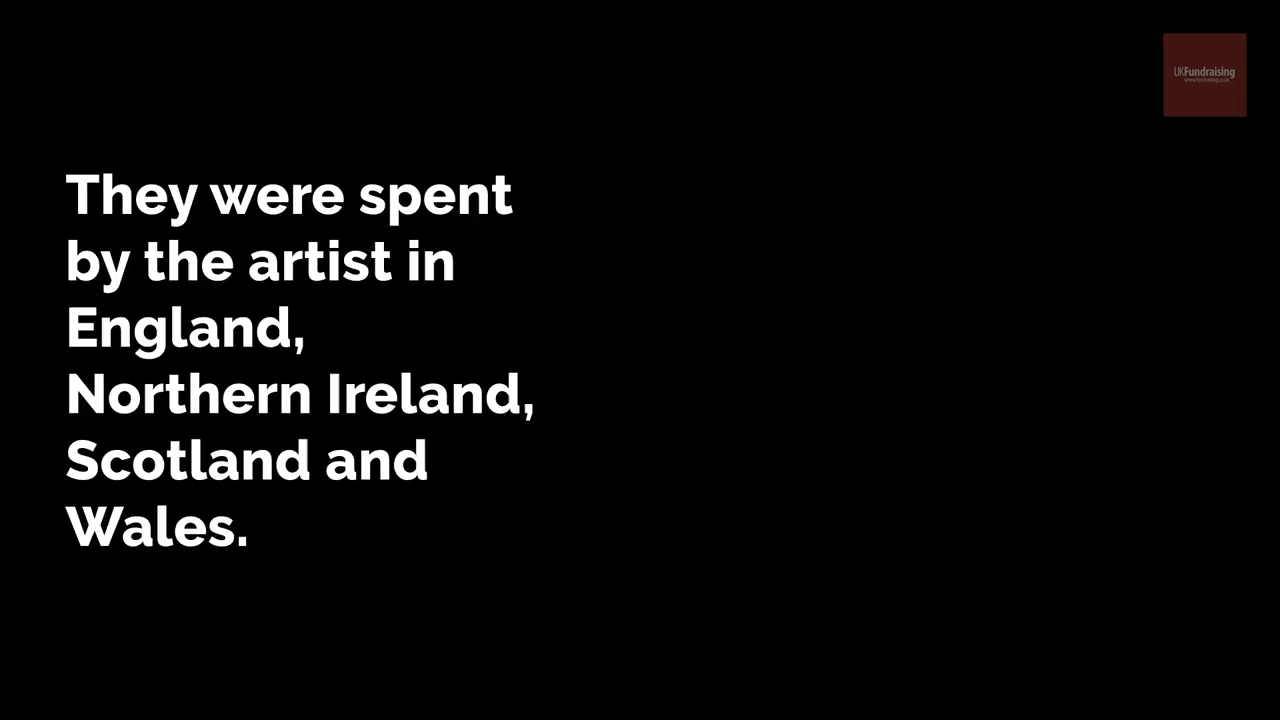 UKFundraising
They were spent
by the artist in
England,
Northern Ireland,
Scotland and
Wales.